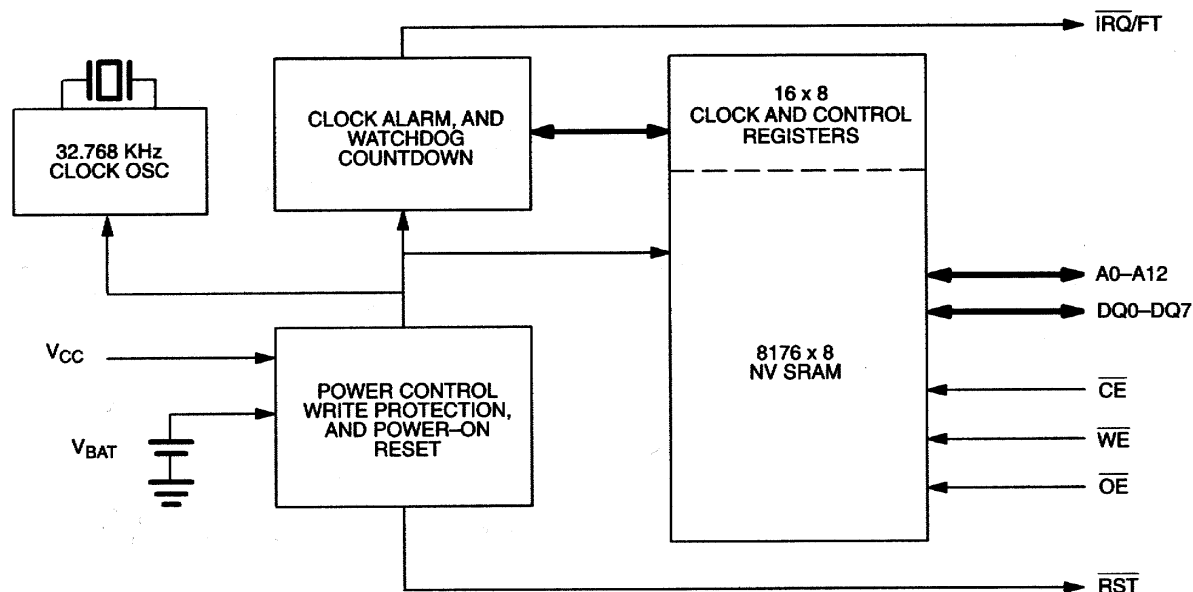 IRQ/FT
16 x 8
CLOCK AND CONTROL
REGISTERS
CLOCK ALARM, AND
WATCHDOG
COUNTDOWN
32.768 KHz
CLOCK OSC
A0–A12
DQ0–DQ7
VCC
8176 x 8
NV SRAM
POWER CONTROL
WRITE PROTECTION,
AND POWER–ON
RESET
VBAT
CE
WE
OE
RST